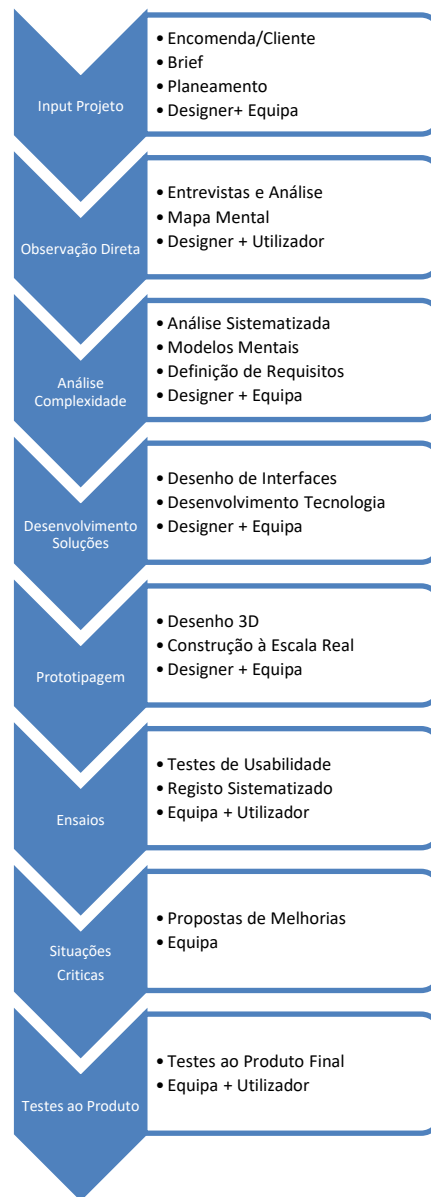 Input Projeto
• Encomenda/Cliente
• Brief
• Planeamento
• Designer+ Equipa
Observação Direta
• Entrevistas e Análise
• Mapa Mental
• Designer + Utilizador
Análise
Complexidade
• Análise Sistematizada
• Modelos Mentais
• Definição de Requisitos
• Designer + Equipa
Desenvolvimento
Soluções
• Desenho de Interfaces
• Desenvolvimento Tecnologia
• Designer + Equipa
Prototipagem
• Desenho 3D
• Construção à Escala Real
• Designer + Equipa
Ensaios
• Testes de Usabilidade
• Registo Sistematizado
• Equipa + Utilizador
Situações
Criticas
• Propostas de Melhorias
• Equipa
Testes ao Produto
• Testes ao Produto Final
• Equipa + Utilizador